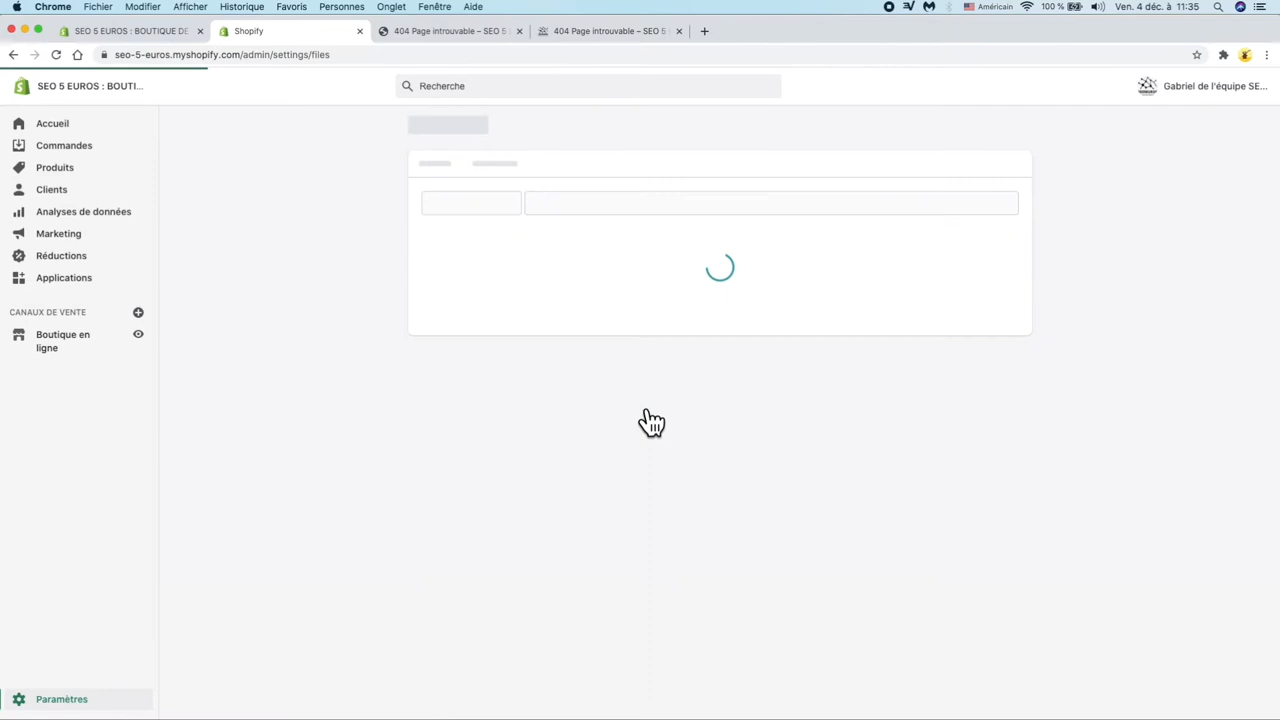 Chrome Fichier Modifier Afficher Historique Favoris Personnes Onglet Fenêtre Aide Américain 100 % Ven. 4 déc. à 11:35
SEO 5 EUROS : BOUTIQUE DE Shopify 404 Page introuvable – SEO 5 404 Page introuvable – SEO 5
seo-5-euros.myshopify.com/admin/settings/files
SEO 5 EUROS : BOUTI... Recherche Gabriel de l'équipe SE...
Accueil
Commandes
Produits
Clients
Analyses de données
Marketing
Réductions
Applications
CANAUX DE VENTE
Boutique en
ligne
Paramètres